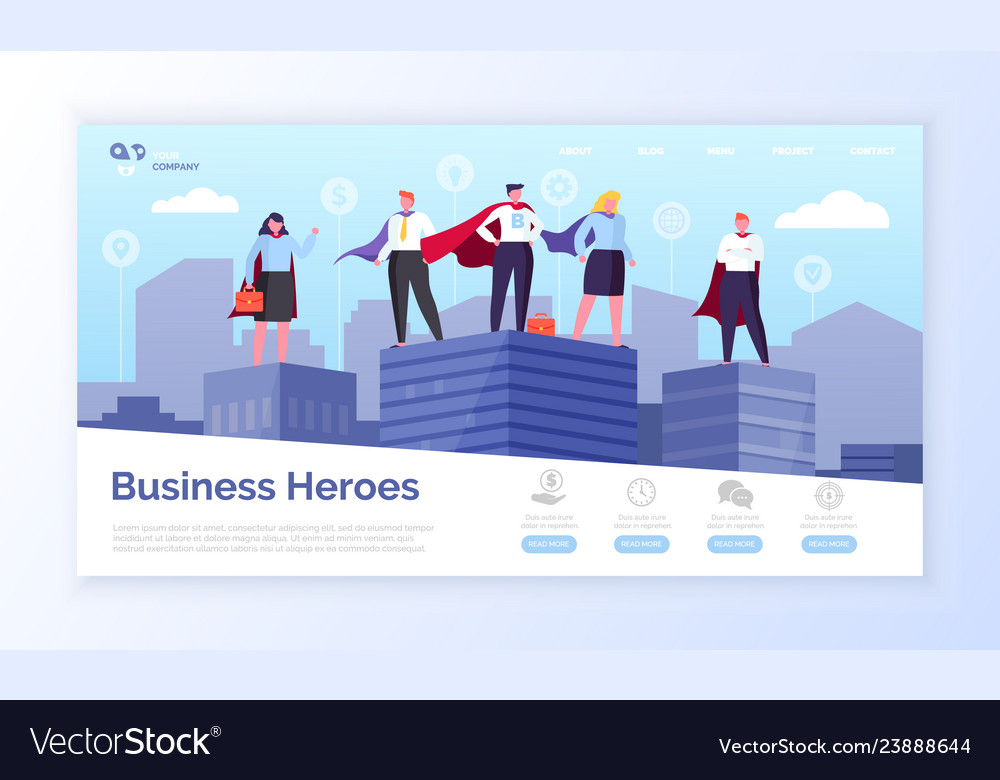 YOUR
COMPANY
ABOUT BLOG MENU PROJECT CONTACT
$
B
Business Heroes
Lorem ipsum dolor sit amet, consectetur adipiscing elit, sed do eiusmod tempor
incididunt ut labore et dolore magna aliqua. Ut enim ad minim veniam, quis
nostrud exercitation ullamco laboris nisi ut aliquip ex ea commodo consequat.
$
Duis aute irure
dolor in reprehen.
READ MORE
Duis aute irure
dolor in reprehen.
READ MORE
Duis aute irure
dolor in reprehen.
READ MORE
$
Duis aute irure
dolor in reprehen.
READ MORE
VectorStock®
VectorStock.com/23888644